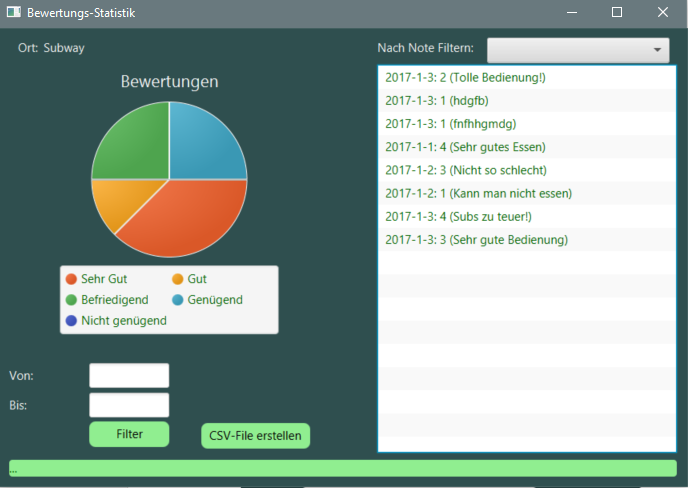 Bewertungs-Statistik
Ort: Subway
Nach Note Filtern:
Bewertungen
Sehr Gut
Gut
Befriedigend
Genügend
Nicht genügend
2017-1-3: 2 (Tolle Bedienung!)
2017-1-3: 1 (hdgfb)
2017-1-3: 1 (fnfhhgmdg)
2017-1-1: 4 (Sehr gutes Essen)
2017-1-2: 3 (Nicht so schlecht)
2017-1-2: 1 (Kann man nicht essen)
2017-1-3: 4 (Subs zu teuer!)
2017-1-3: 3 (Sehr gute Bedienung)
Von:
Bis:
Filter
CSV-File erstellen
...